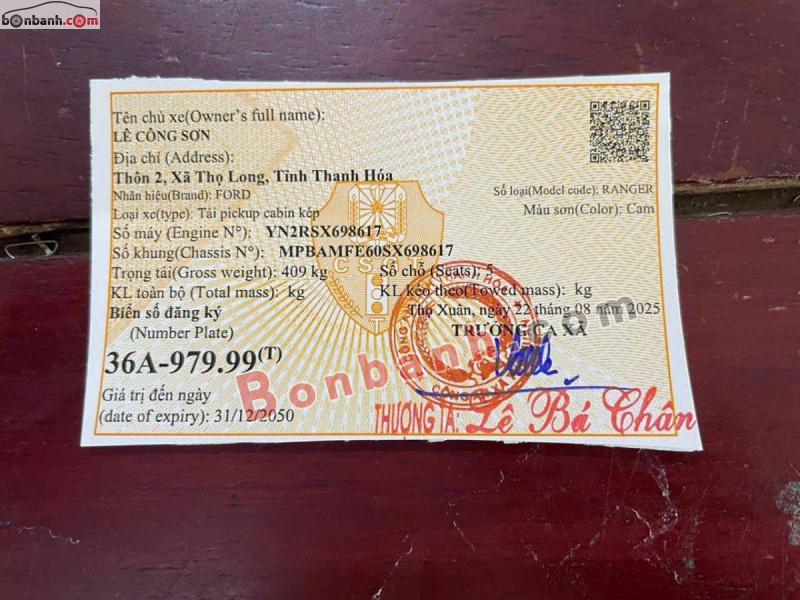 bonbanh.com
Tên chủ xe(Owner's full name):
LÊ CÔNG SƠN
Địa chỉ (Address):
Thôn 2, Xã Thọ Long, Tỉnh Thanh Hóa
Nhãn hiệu(Brand): FORD Số loại(Model code): RANGER
Loại xe(type): Tải pickup cabin kép Màu sơn(Color): Cam
Số máy (Engine N°): YN2RSX698617
Số khung(Chassis N°): MPBAMFE60SX698617
Trọng tải(Gross weight): 409 kg Số chỗ (Seats): 5
KL toàn bộ (Total mass): kg KL kéo theo(Towed mass): kg
Biển số đăng ký Thọ Xuân, ngày 22 tháng 08 năm 2025
(Number Plate) TRƯỞNG CA XÃ
36A-979.99(T)
Giá trị đến ngày
(date of expiry): 31/12/2050
THƯỢNG TÁ: Lê Bá Chân
CSGT
Bonbanh.com